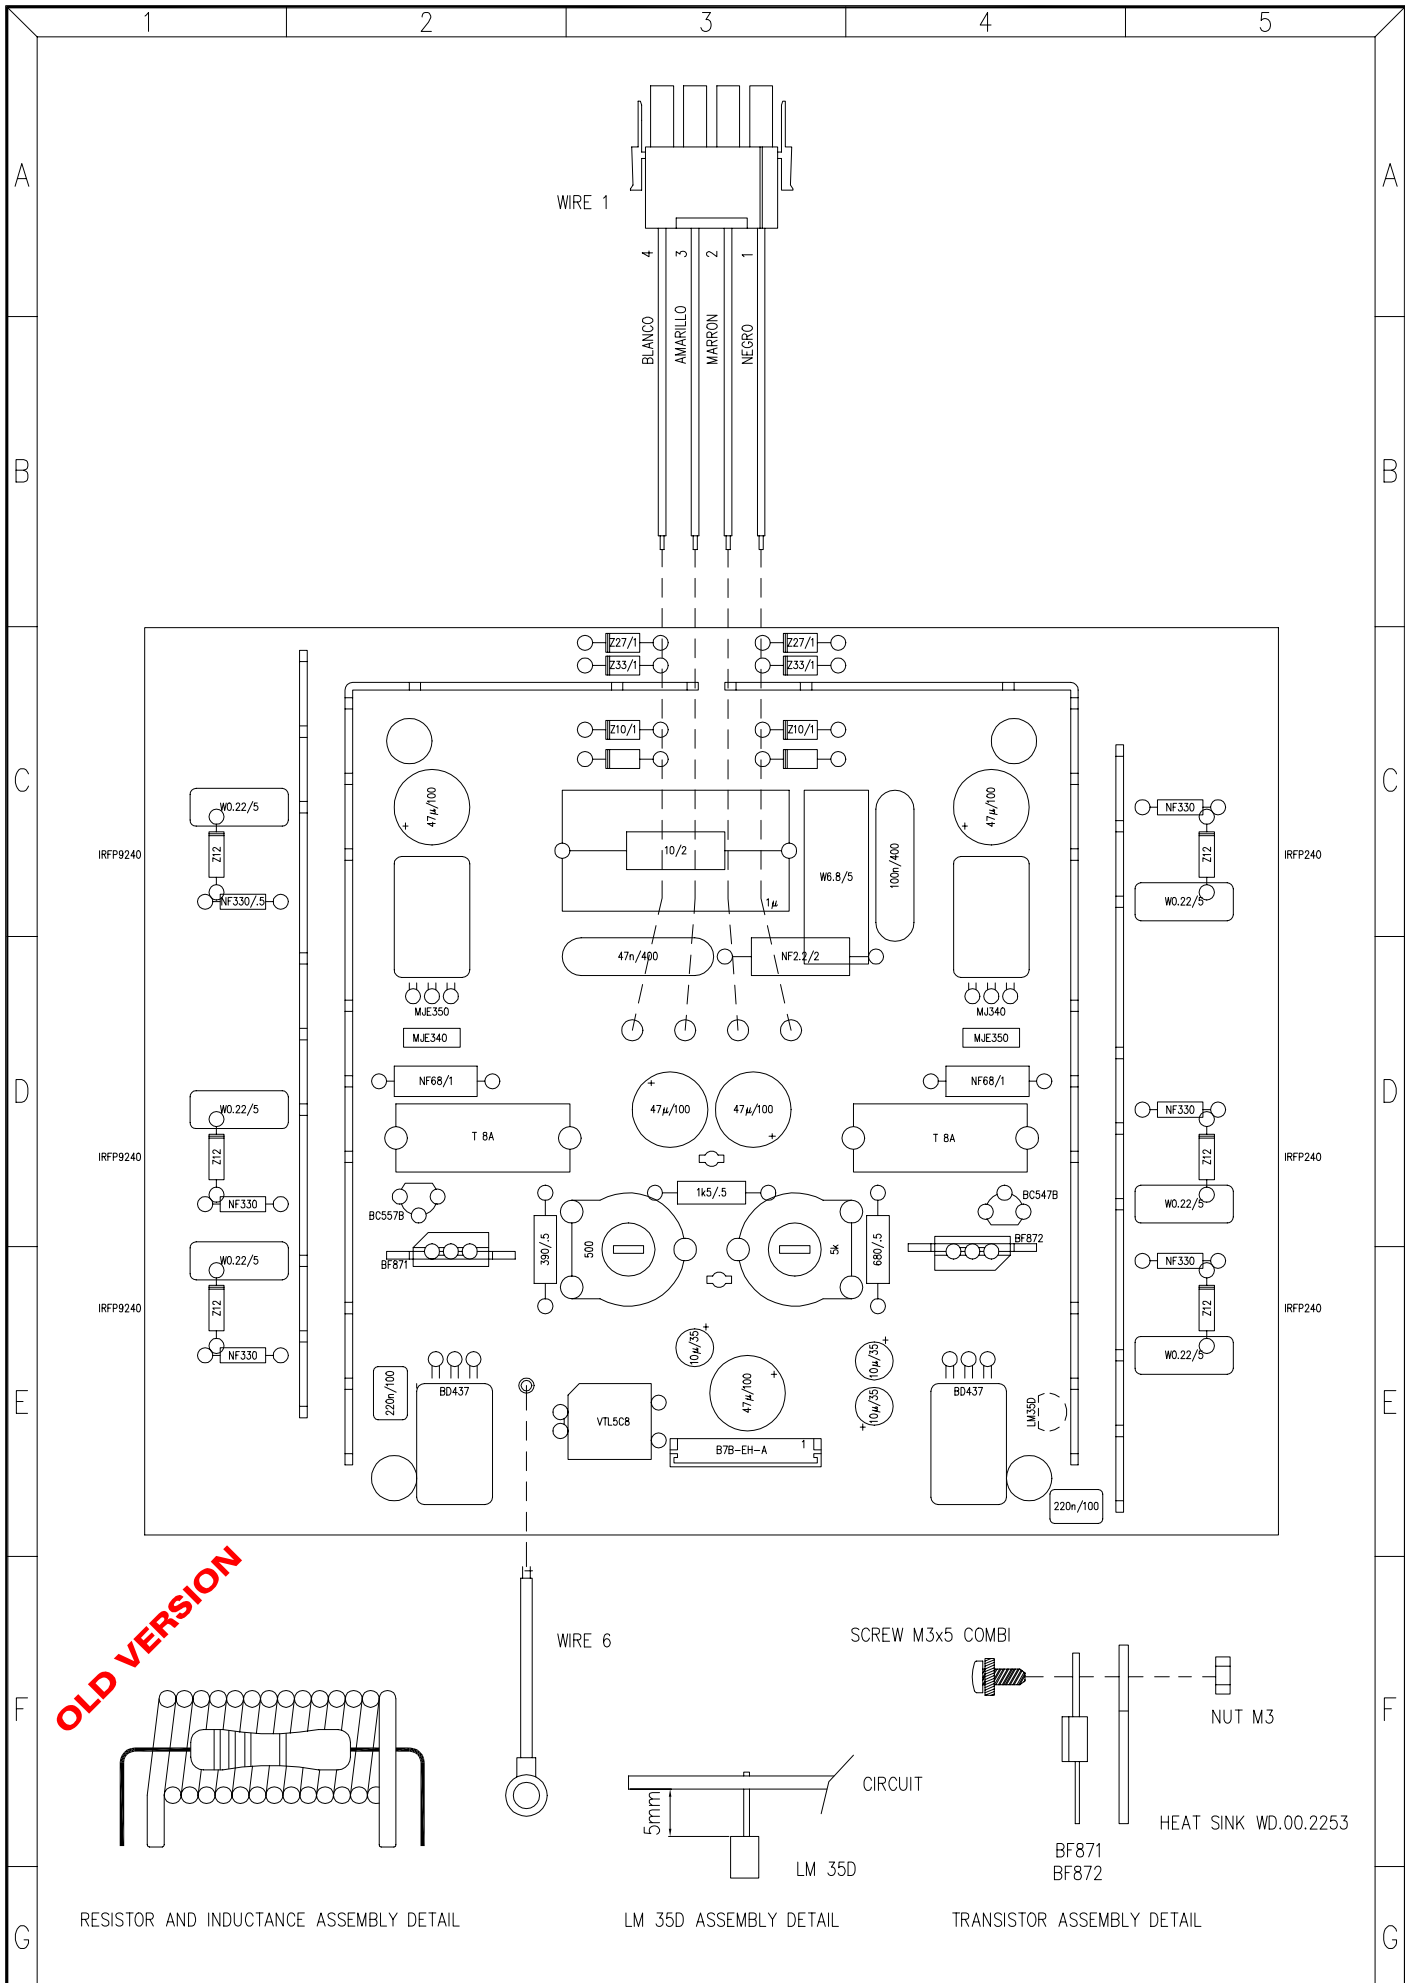 1 2 3 4 5
A A
WIRE 1
4 3 2 1
BLANCO AMARILLO MARRON NEGRO
B B
Z27/1 Z27/1
Z33/1 Z33/1
Z10/1 Z10/1
C C
47µ/100 47µ/100
+ +
W0.22/5
Z12
NF330/.5
IRFP9240
10/2
1µ
W6.8/5
100n/400
NF330
Z12
W0.22/5
IRFP240
47n/400
NF2.2/2
MJE350
MJE340
MJ340
MJE350
NF68/1 NF68/1
D D
+
47µ/100 47µ/100
+
T 8A T 8A
W0.22/5
Z12
NF330
IRFP9240
NF330
Z12
W0.22/5
IRFP240
BC557B
BC547B
1k5/.5
390/.5
500
5k
680/.5
BF871
BF872
W0.22/5
Z12
NF330
IRFP9240
NF330
Z12
W0.22/5
IRFP240
10µ/35
+
10µ/35
+
10µ/35
+
47µ/100
+
E E
220n/100
BD437
VTL5C8
B7B-EH-A 1
BD437
LM35D
220n/100
OLD VERSION
WIRE 6
SCREW M3x5 COMBI
NUT M3
F F
CIRCUIT
5mm
LM 35D
HEAT SINK WD.00.2253
BF871
BF872
RESISTOR AND INDUCTANCE ASSEMBLY DETAIL
LM 35D ASSEMBLY DETAIL
TRANSISTOR ASSEMBLY DETAIL
G G